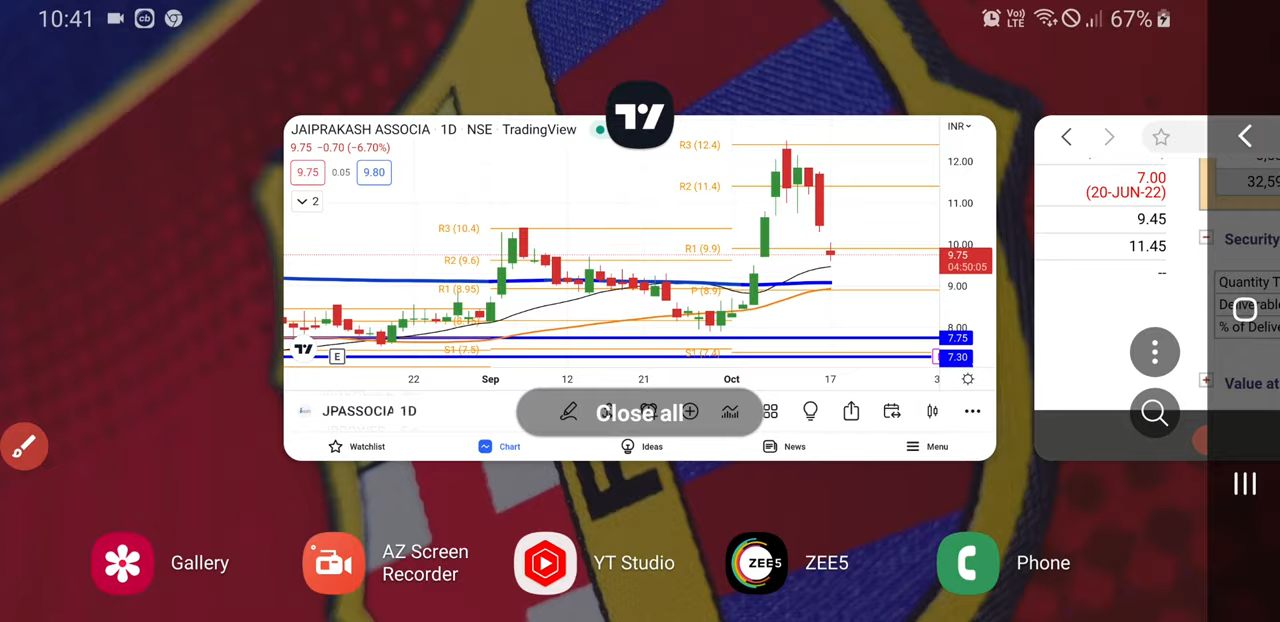 10:41 cb Vo)) LTE 67%
JAIPRAKASH ASSOCIA · 1D · NSE · TradingView
9.75 −0.70 (−6.70%)
9.75 0.05 9.80
2
INR
R3 (12.4)
12.00
R2 (11.4)
11.00
R3 (10.4)
R1 (9.9)
10.00
R2 (9.6)
9.75
04:50:05
R1 (8.95)
P (8.9)
9.00
8.00
7.75
S1 (7.5)
S1 (7.4)
7.30
E
22 Sep 12 21 Oct 17 3
JPASSOCIA 1D
Close all
Watchlist Chart Ideas News Menu
7.00
(20-JUN-22)
9.45
11.45
--
32,59
Security
Quantity T
Deliverable
% of Delive
Value at
Gallery
AZ Screen
Recorder
YT Studio
ZEE5
ZEE5
Phone